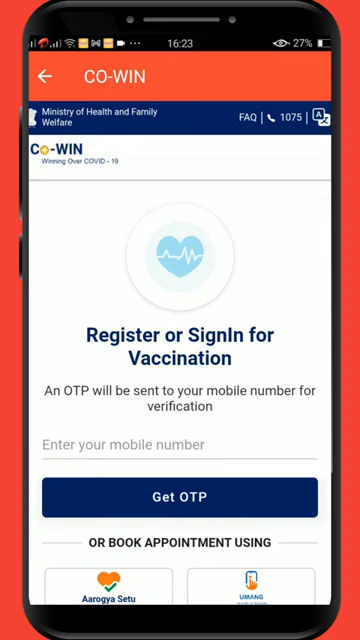 16:23
27%
CO-WIN
Ministry of Health and Family
Welfare
FAQ
1075
A
CO-WIN
Winning Over COVID - 19
Register or SignIn for
Vaccination
An OTP will be sent to your mobile number for
verification
Enter your mobile number
Get OTP
OR BOOK APPOINTMENT USING
Aarogya Setu
UMANG